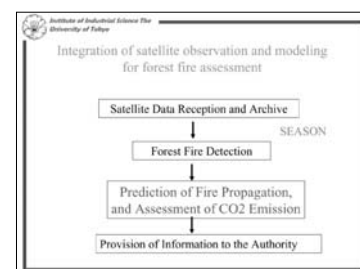 Institute of Industrial Science The
University of Tokyo
Integration of satellite observation and modeling
for forest fire assessment
Satellite Data Reception and Archive
SEASON
Forest Fire Detection
Prediction of Fire Propagation,
and Assessment of CO2 Emission
Provision of Information to the Authority